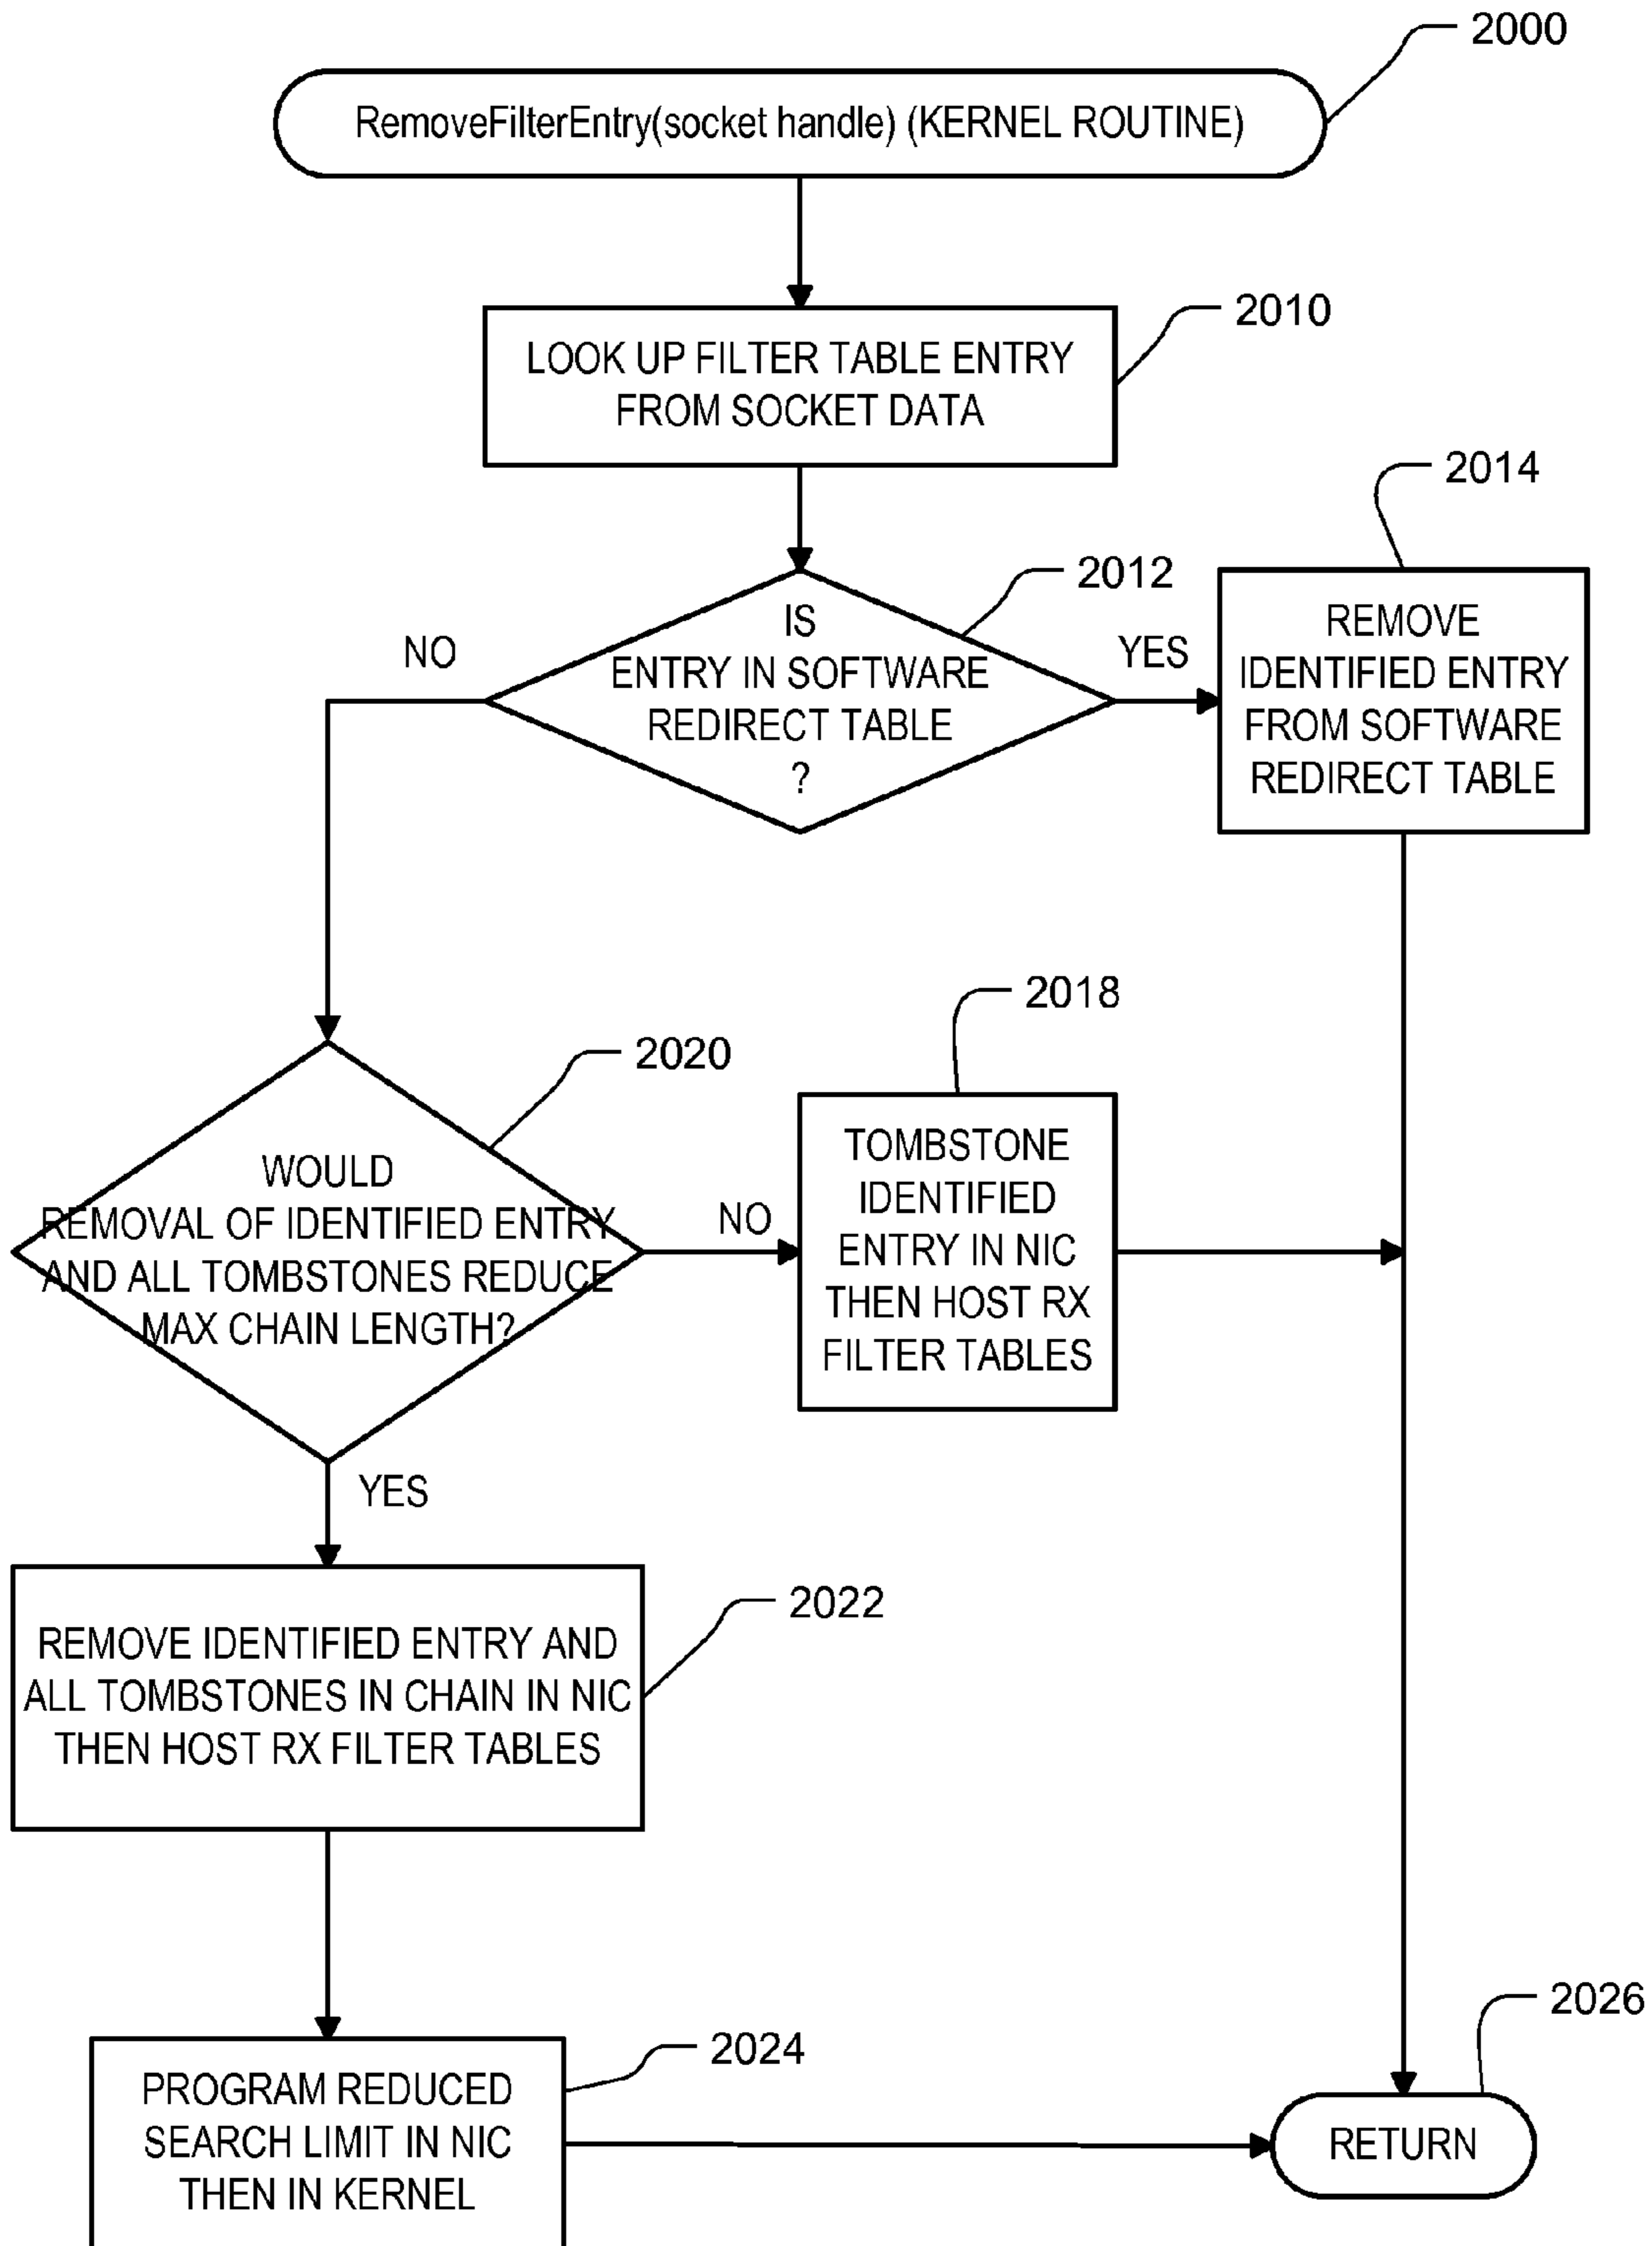 2000
RemoveFilterEntry(socket handle) (KERNEL ROUTINE)
2010
LOOK UP FILTER TABLE ENTRY
FROM SOCKET DATA
2014
2012
IS
ENTRY IN SOFTWARE
REDIRECT TABLE
?
NO
YES
REMOVE
IDENTIFIED ENTRY
FROM SOFTWARE
REDIRECT TABLE
2018
2020
WOULD
REMOVAL OF IDENTIFIED ENTRY
AND ALL TOMBSTONES REDUCE
MAX CHAIN LENGTH?
NO
TOMBSTONE
IDENTIFIED
ENTRY IN NIC
THEN HOST RX
FILTER TABLES
YES
2022
REMOVE IDENTIFIED ENTRY AND
ALL TOMBSTONES IN CHAIN IN NIC
THEN HOST RX FILTER TABLES
2024
PROGRAM REDUCED
SEARCH LIMIT IN NIC
THEN IN KERNEL
2026
RETURN